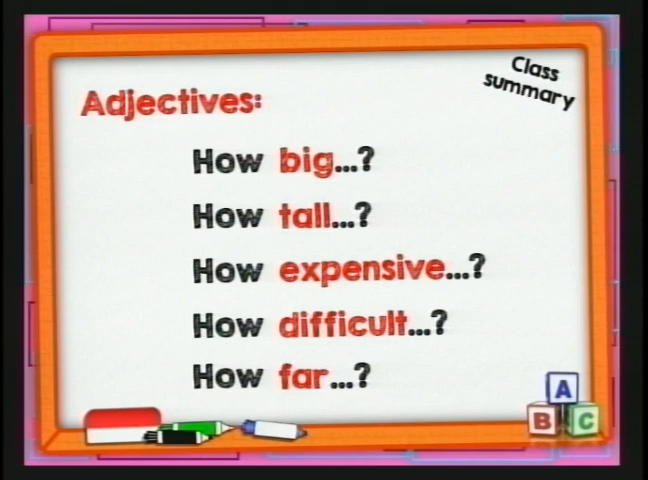 Class
summary
Adjectives:
How big...?
How tall...?
How expensive...?
How difficult...?
How far...?
A
B C